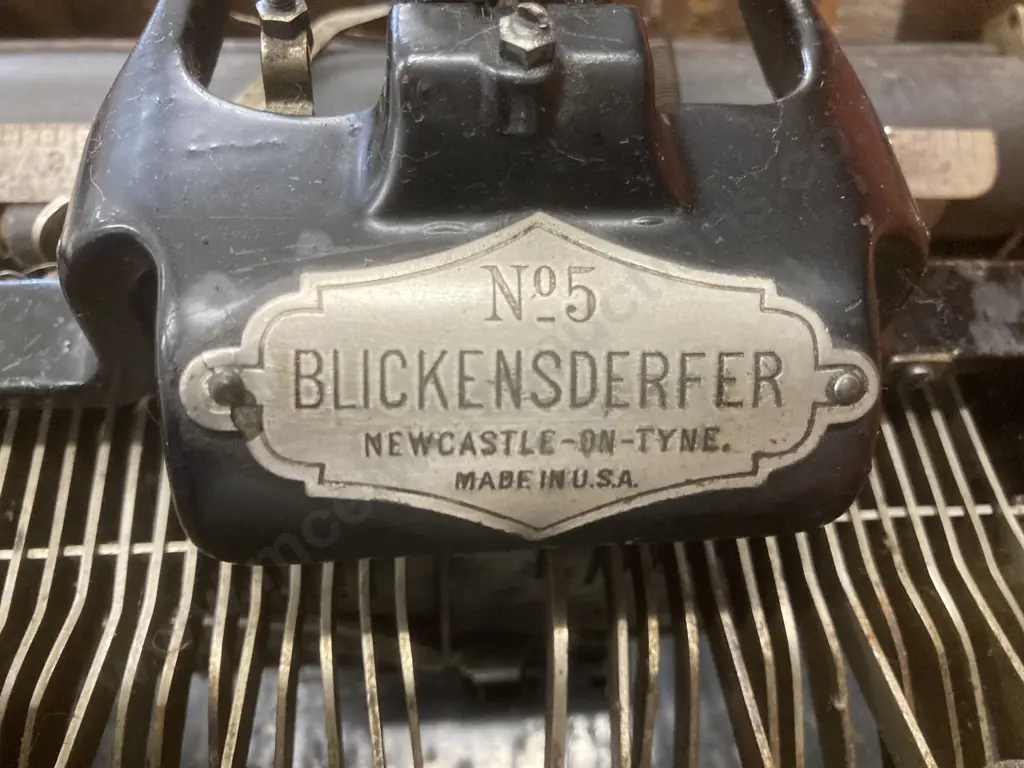 Nº5
BLICKENSDERFER
NEWCASTLE-ON-TYNE.
MADE IN U.S.A.